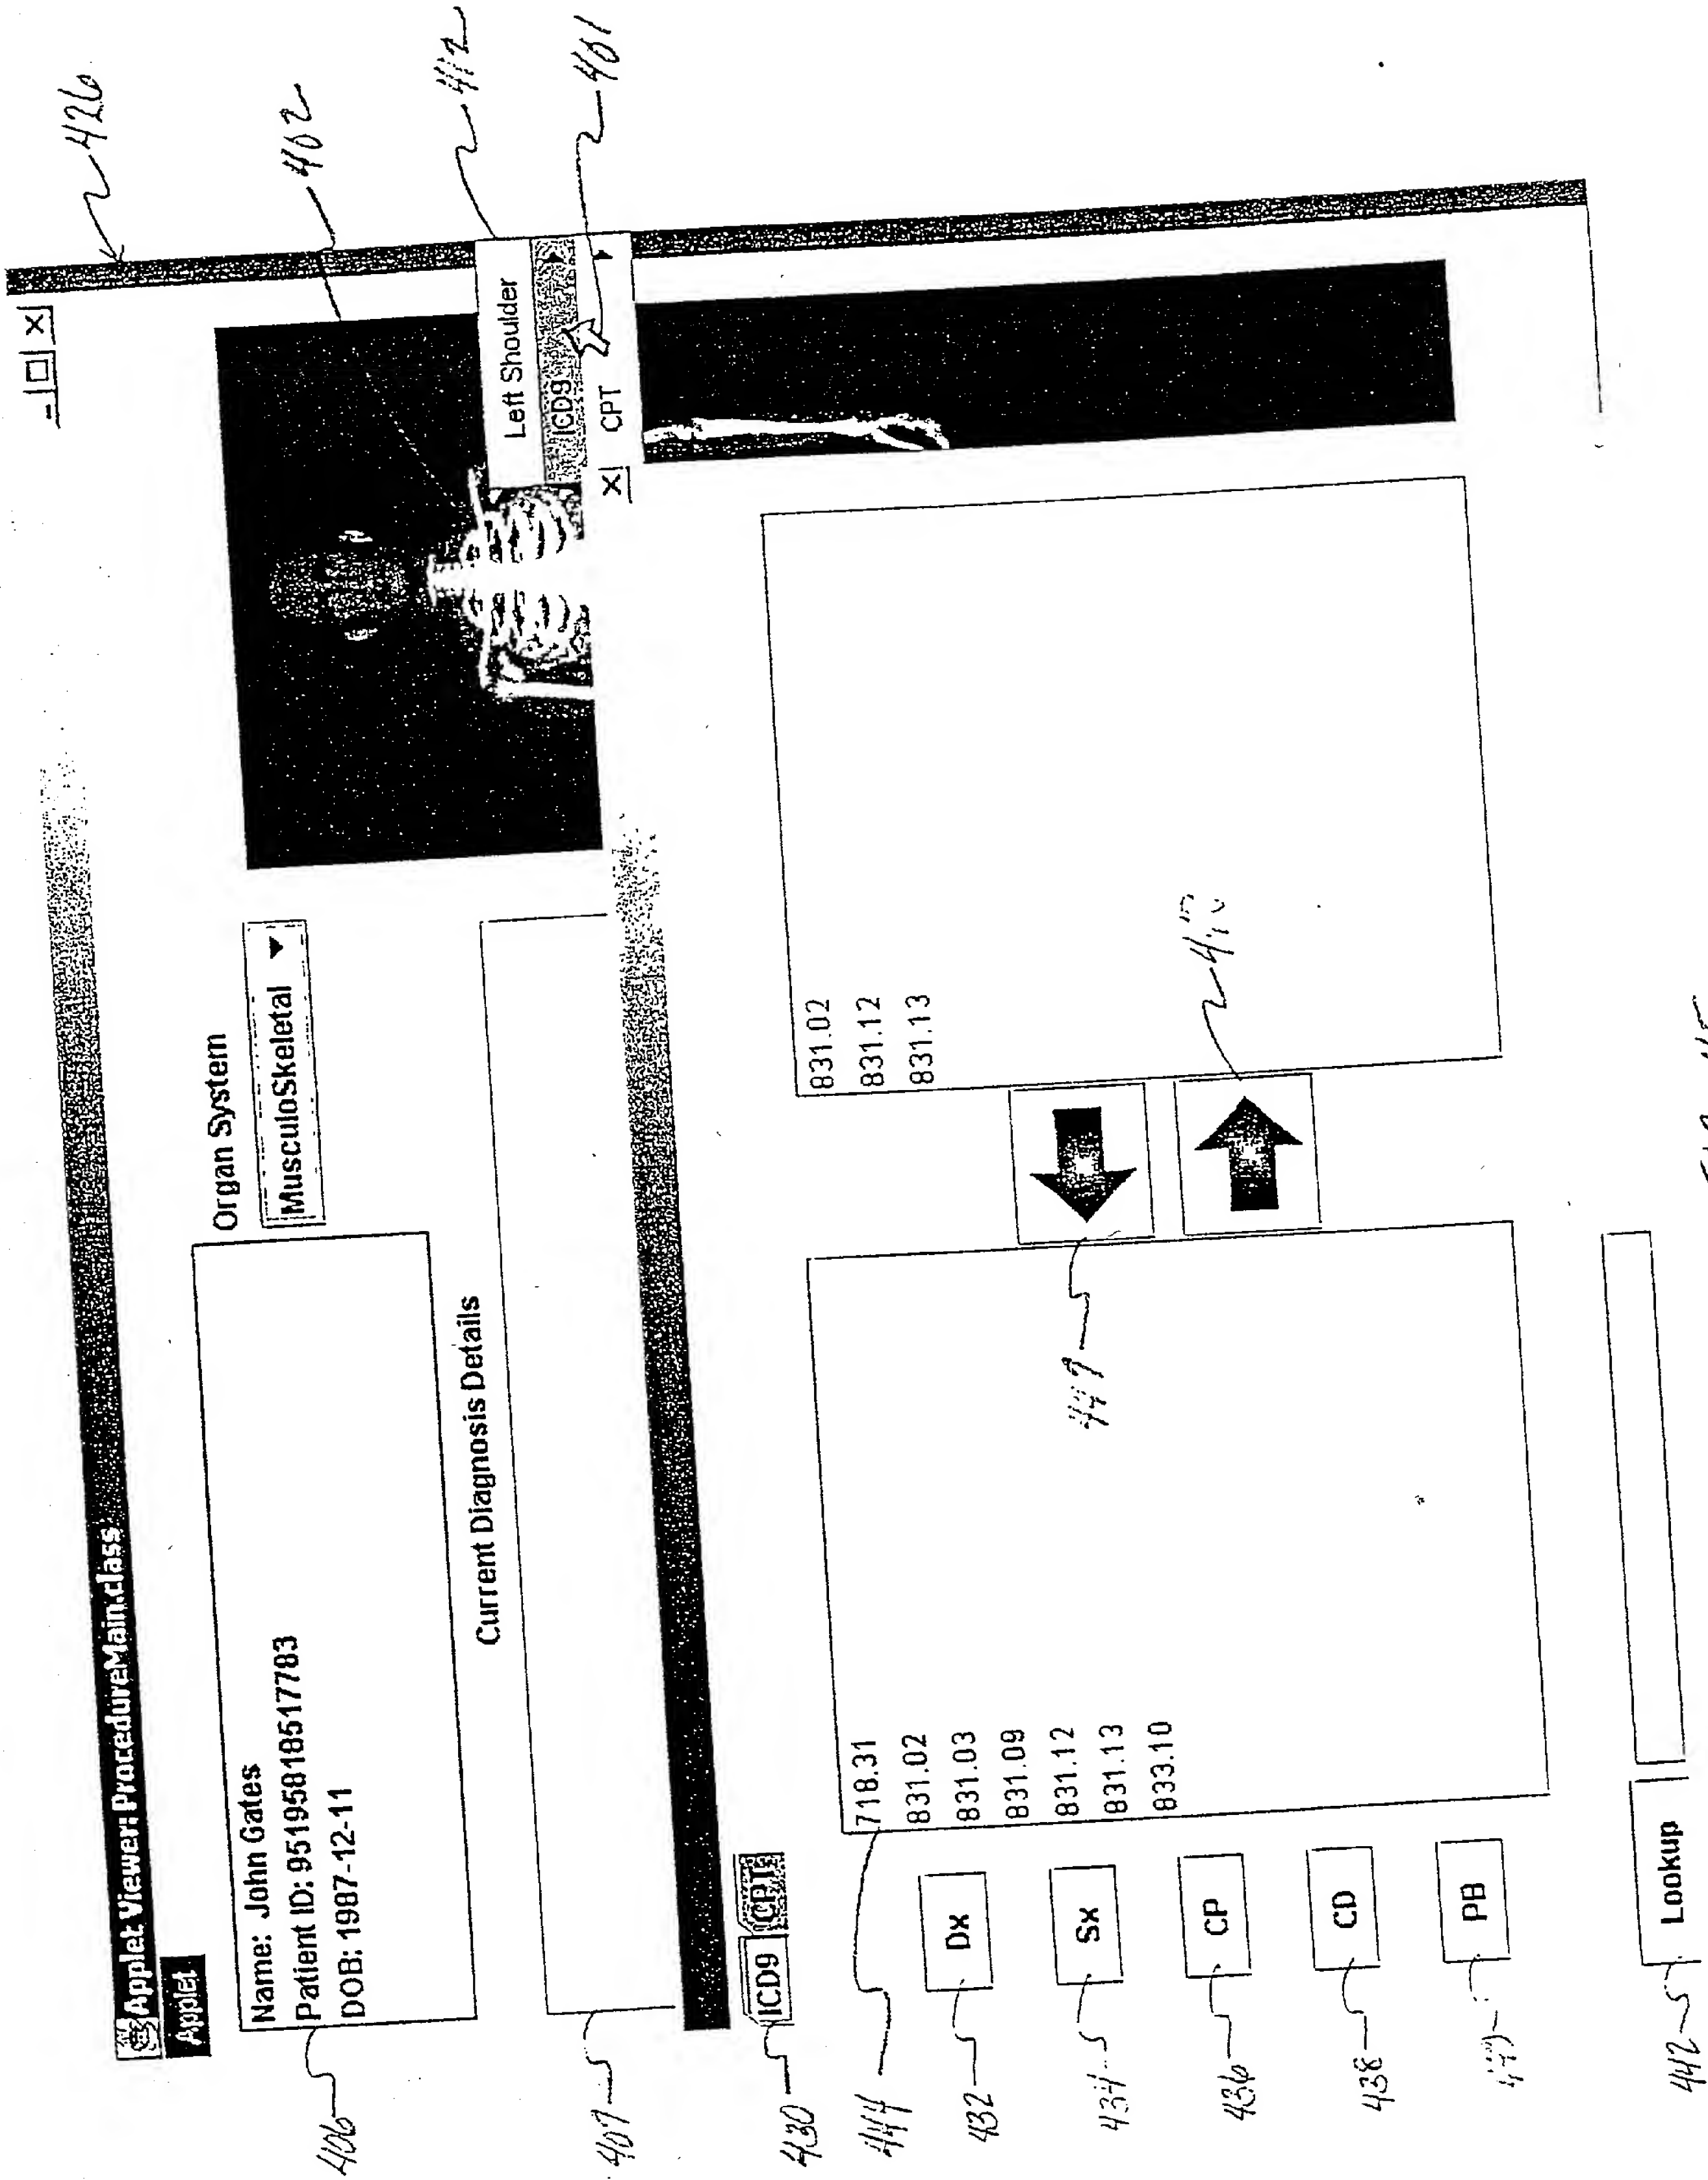 Applet Viewer: ProcedureMain.class
Applet
Name: John Gates
Patient ID: 9519581851 7783
DOB: 1987-12-11
Organ System
MusculoSkeletal
Current Diagnosis Details
Left Shoulder
ICD9
CPT
ICD9 CPT
718.31
831.02
831.03
831.09
831.12
831.13
833.10
831.02
831.12
831.13
Dx
Sx
CP
CD
PB
Lookup
426
402
412
401
406
407
430
444
432
434
436
438
442